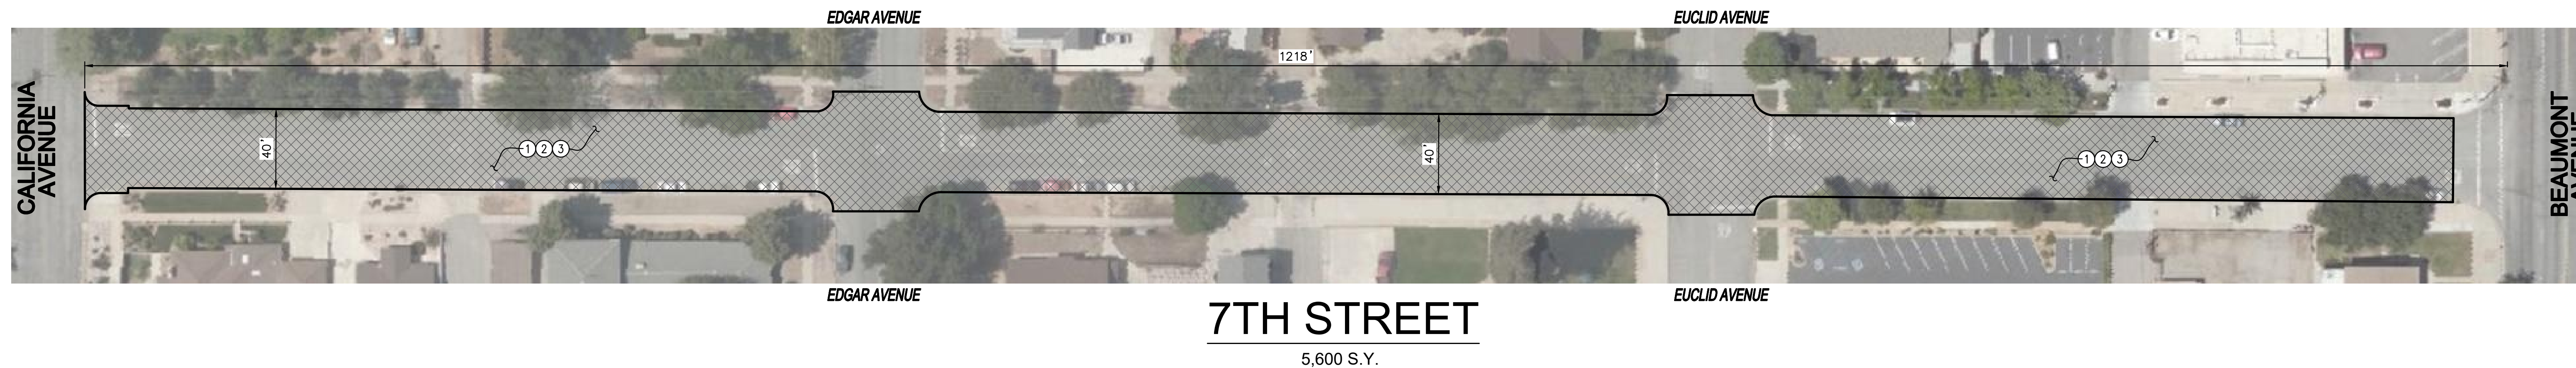 EDGAR AVENUE
EUCLID AVENUE
1218'
CALIFORNIA
AVENUE
40'
1 2 3
40'
1 2 3
BEAUMONT
AVENUE
EDGAR AVENUE
EUCLID AVENUE
7TH STREET
5,600 S.Y.